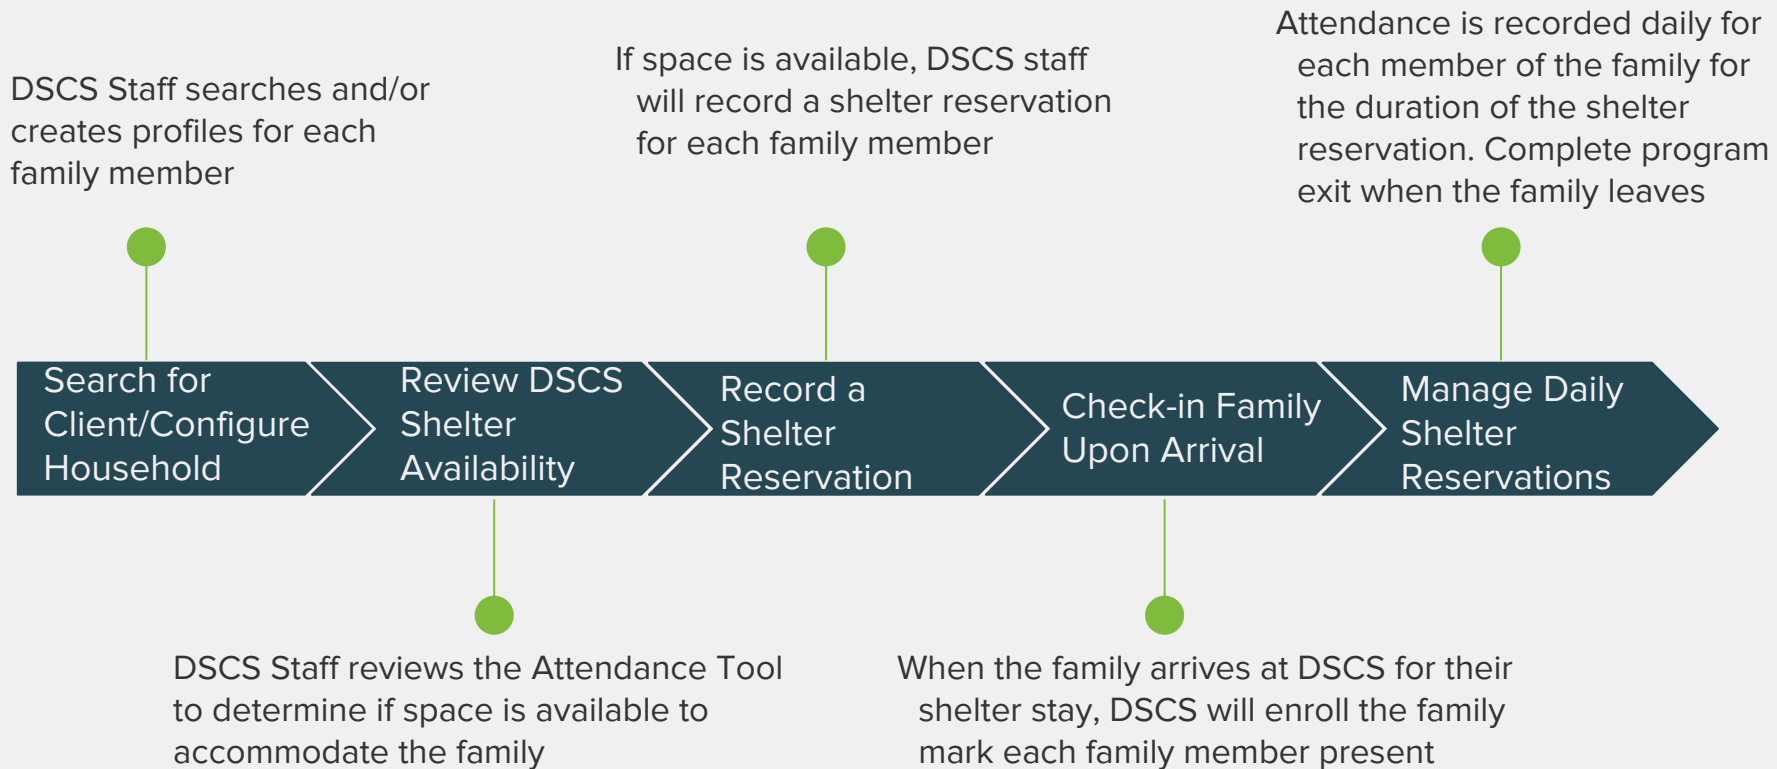 DSCS Staff searches and/or
creates profiles for each
family member
If space is available, DSCS staff
will record a shelter reservation
for each family member
Attendance is recorded daily for
each member of the family for
the duration of the shelter
reservation. Complete program
exit when the family leaves
Search for
Client/Configure
Household
Review DSCS
Shelter
Availability
Record a
Shelter
Reservation
Check-in Family
Upon Arrival
Manage Daily
Shelter
Reservations
DSCS Staff reviews the Attendance Tool
to determine if space is available to
accommodate the family
When the family arrives at DSCS for their
shelter stay, DSCS will enroll the family
mark each family member present